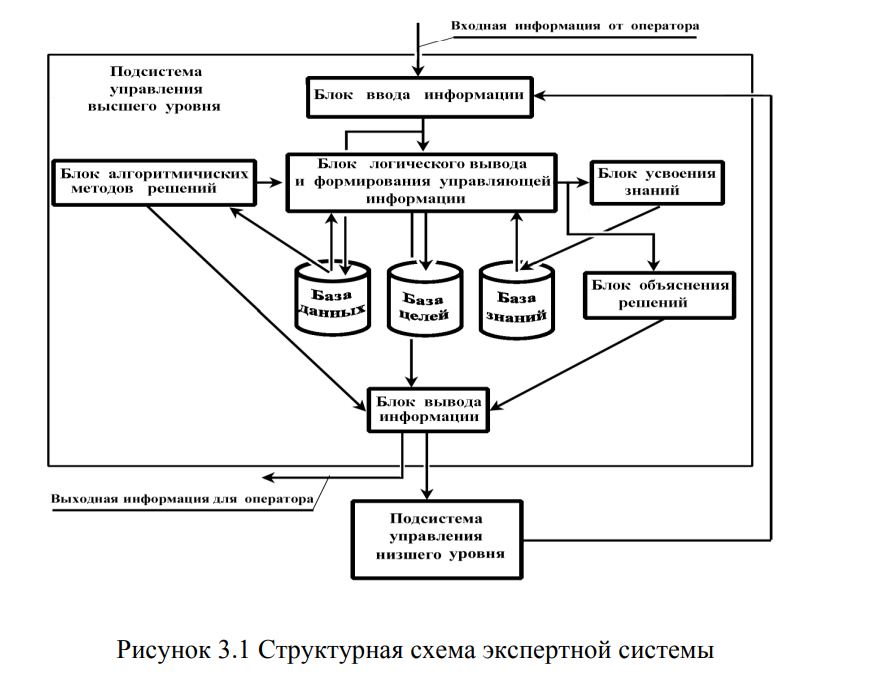 Входная информация от оператора
Подсистема
управления
высшего уровня
Блок ввода информации
Блок логического вывода
и формирования управляющей
информации
Блок алгоритмичиских
методов решений
Блок усвоения
знаний
База
данных
База
целей
База
знаний
Блок объяснения
решений
Блок вывода
информации
Выходная информация для оператора
Подсистема
управления
низшего уровня
Рисунок 3.1 Структурная схема экспертной системы